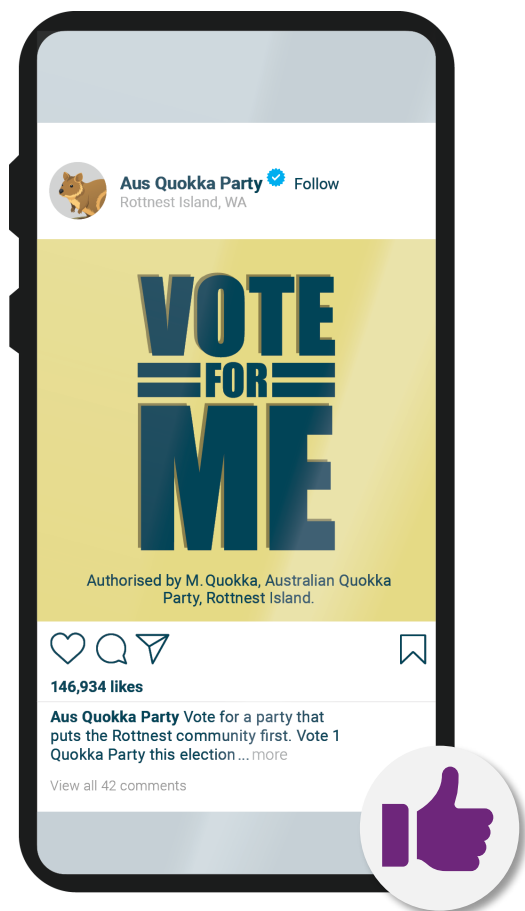 Aus Quokka Party Follow
Rottnest Island, WA
VOTE
FOR
ME
Authorised by M.Quokka, Australian Quokka
Party, Rottnest Island.
146,934 likes
Aus Quokka Party Vote for a party that
puts the Rottnest community first. Vote 1
Quokka Party this election ... more
View all 42 comments